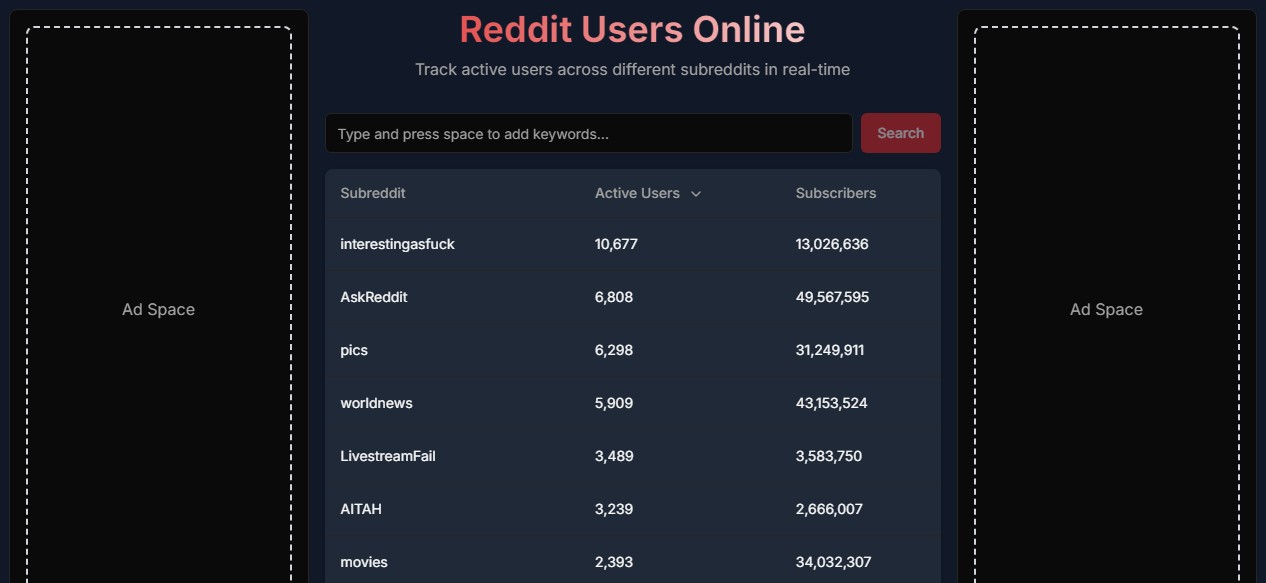 Reddit Users Online
Track active users across different subreddits in real-time
Type and press space to add keywords...
Search
Subreddit Active Users Subscribers
interestingasfuck 10,677 13,026,636
AskReddit 6,808 49,567,595
pics 6,298 31,249,911
worldnews 5,909 43,153,524
LivestreamFail 3,489 3,583,750
AITAH 3,239 2,666,007
movies 2,393 34,032,307
Ad Space
Ad Space